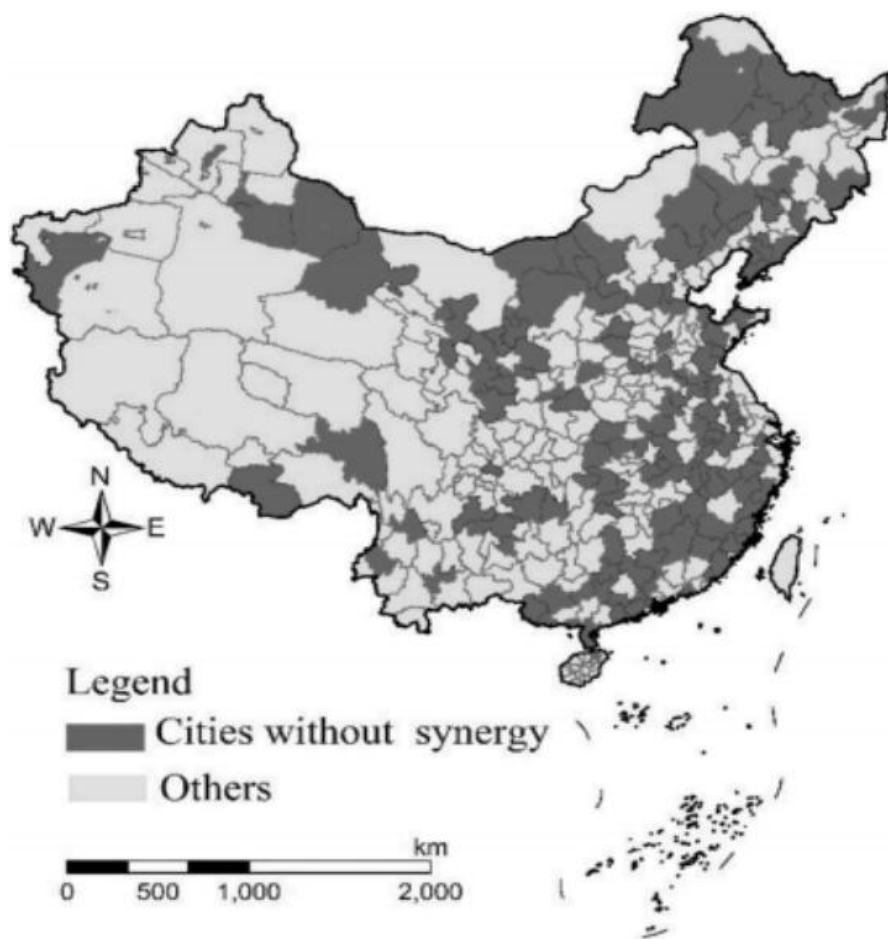 N
W E
S
Legend
Cities without synergy
Others
km
0 500 1,000 2,000